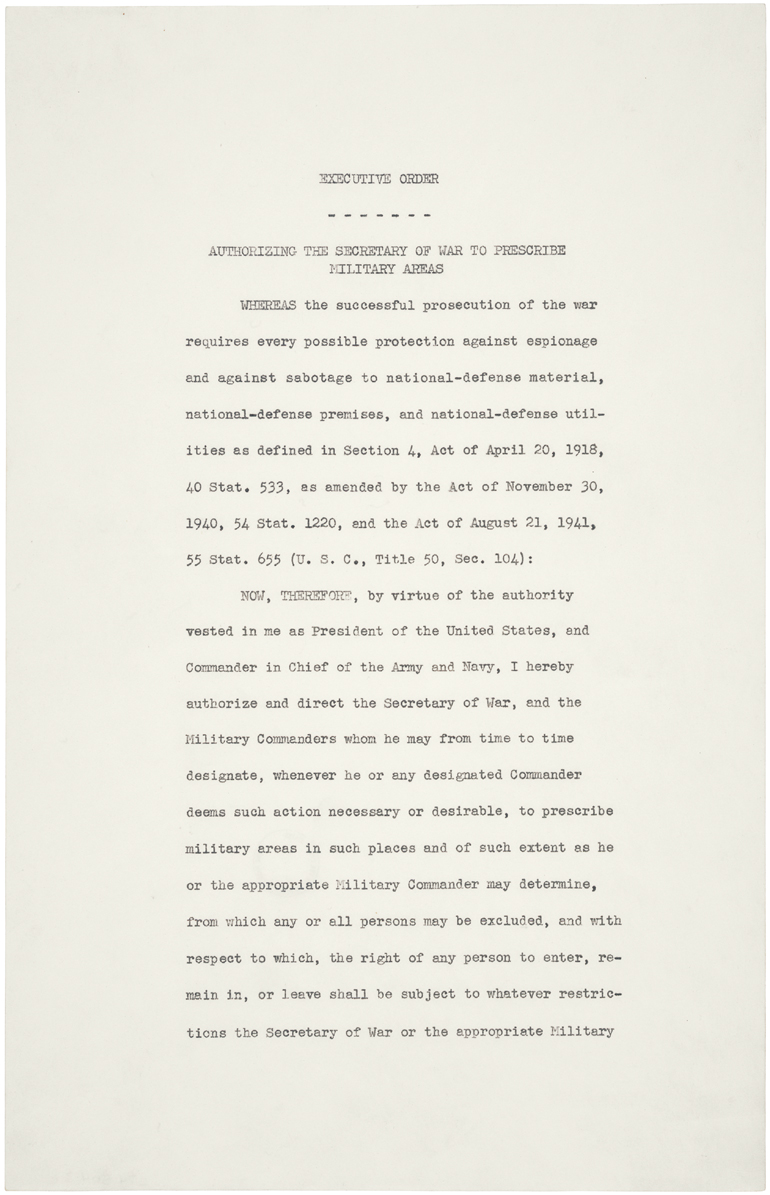 EXECUTIVE ORDER
- - - - - - -
AUTHORIZING THE SECRETARY OF WAR TO PRESCRIBE
MILITARY AREAS
WHEREAS the successful prosecution of the war
requires every possible protection against espionage
and against sabotage to national-defense material,
national-defense premises, and national-defense util-
ities as defined in Section 4, Act of April 20, 1918,
40 Stat. 533, as amended by the Act of November 30,
1940, 54 Stat. 1220, and the Act of August 21, 1941,
55 Stat. 655 (U. S. C., Title 50, Sec. 104):
NOW, THEREFORE, by virtue of the authority
vested in me as President of the United States, and
Commander in Chief of the Army and Navy, I hereby
authorize and direct the Secretary of War, and the
Military Commanders whom he may from time to time
designate, whenever he or any designated Commander
deems such action necessary or desirable, to prescribe
military areas in such places and of such extent as he
or the appropriate Military Commander may determine,
from which any or all persons may be excluded, and with
respect to which, the right of any person to enter, re-
main in, or leave shall be subject to whatever restric-
tions the Secretary of War or the appropriate Military